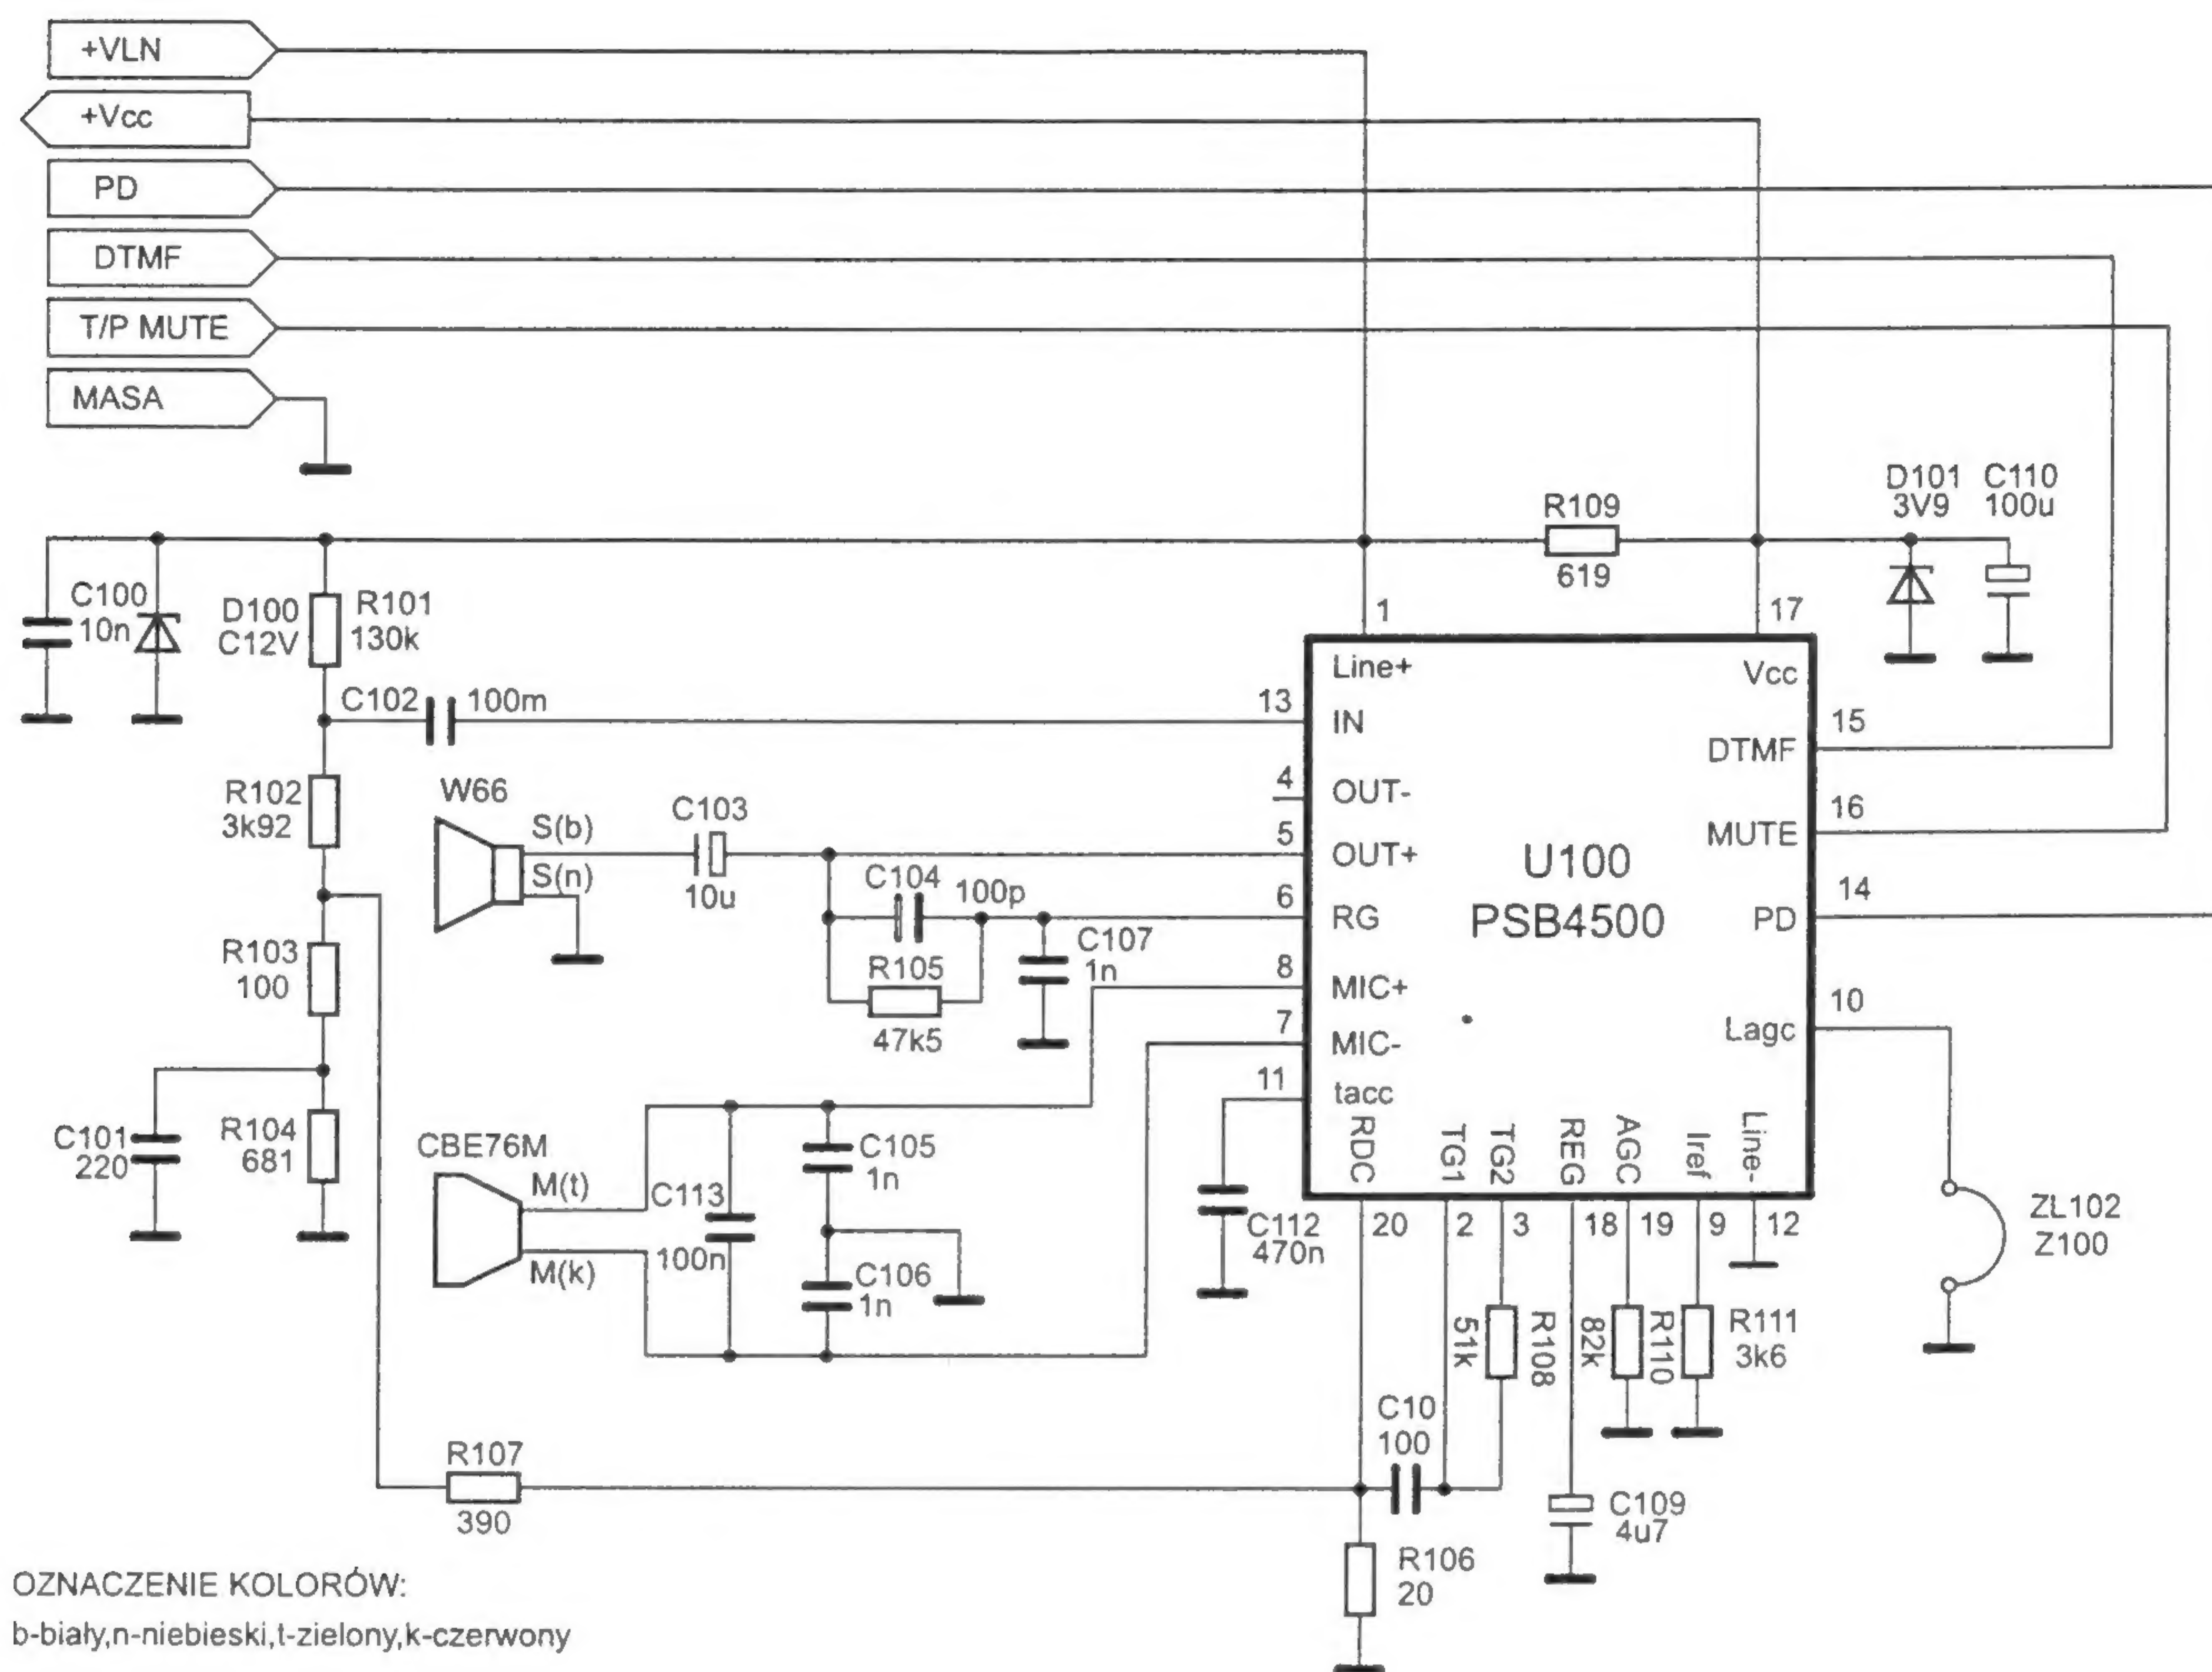 +VLN
+Vcc
PD
DTMF
T/P MUTE
MASA
D101
3V9
C110
100u
R109
619
C100
10n
D100
C12V
R101
130k
1
17
Line+
Vcc
C102
100m
13
IN
15
DTMF
R102
3k92
W66
S(b)
S(n)
C103
10u
4
OUT-
5
OUT+
16
MUTE
U100
PSB4500
C104
100p
6
RG
14
PD
R103
100
R105
47k5
C107
1n
8
MIC+
7
MIC-
10
Lagc
11
tacc
C101
220
R104
681
CBE76M
M(t)
M(k)
C113
100n
C105
1n
C106
1n
C112
470n
RDC
TG1
TG2
REG
AGC
Iref
Line-
20
2
3
18
19
9
12
ZL102
Z100
51k
R108
82k
R110
R111
3k6
C10
100
R107
390
C109
4u7
R106
20
OZNACZENIE KOLORÓW:
b-biały,n-niebieski,t-zielony,k-czerwony